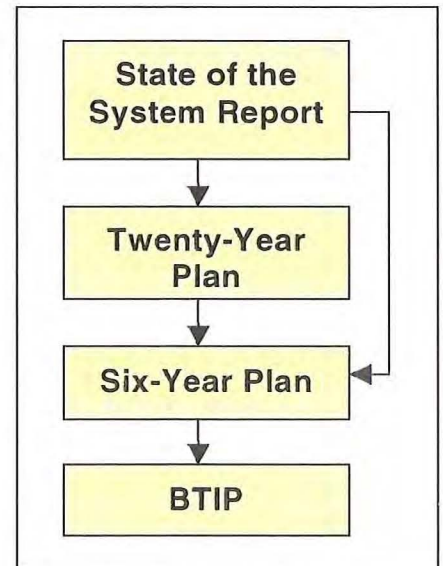 State of the
System Report
Twenty-Year
Plan
Six-Year Plan
BTIP